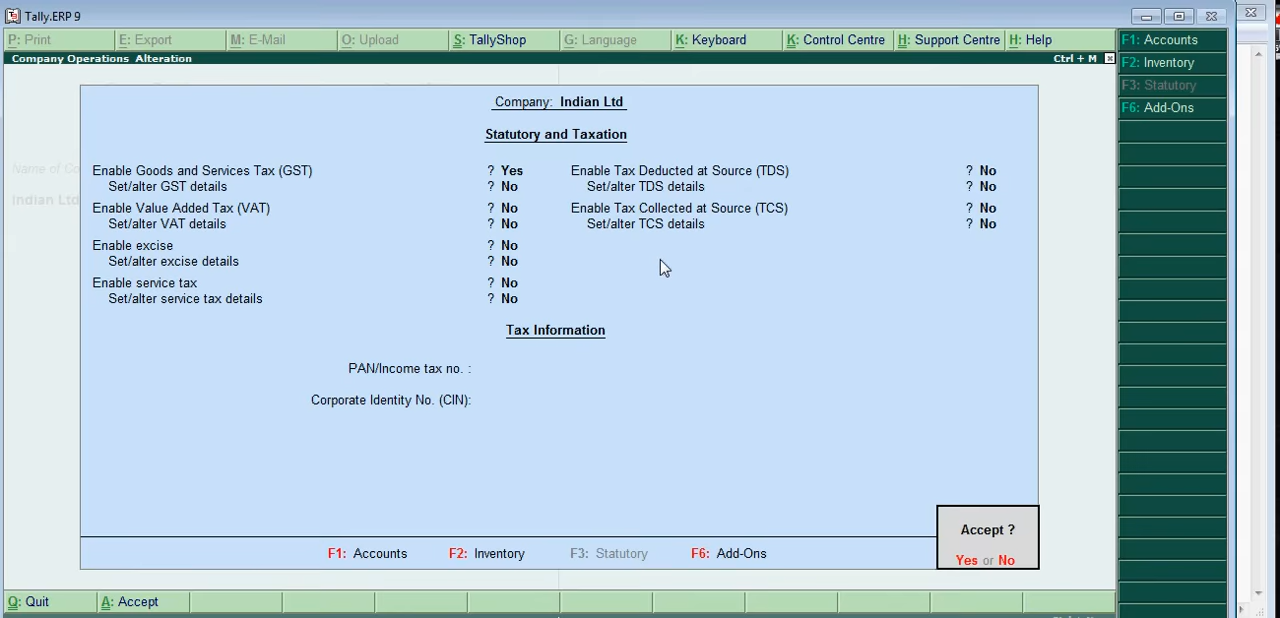 Tally.ERP 9
P: Print E: Export M: E-Mail O: Upload S: TallyShop G: Language K: Keyboard K: Control Centre H: Support Centre H: Help
F1: Accounts
F2: Inventory
F3: Statutory
F6: Add-Ons
Company Operations Alteration Ctrl + M
Company: Indian Ltd
Statutory and Taxation
Name of Co
Indian Ltd
Enable Goods and Services Tax (GST) ? Yes
Set/alter GST details ? No
Enable Value Added Tax (VAT) ? No
Set/alter VAT details ? No
Enable excise ? No
Set/alter excise details ? No
Enable service tax ? No
Set/alter service tax details ? No
Enable Tax Deducted at Source (TDS) ? No
Set/alter TDS details ? No
Enable Tax Collected at Source (TCS) ? No
Set/alter TCS details ? No
Tax Information
PAN/Income tax no. :
Corporate Identity No. (CIN):
Accept ?
Yes or No
F1: Accounts F2: Inventory F3: Statutory F6: Add-Ons
Q: Quit A: Accept